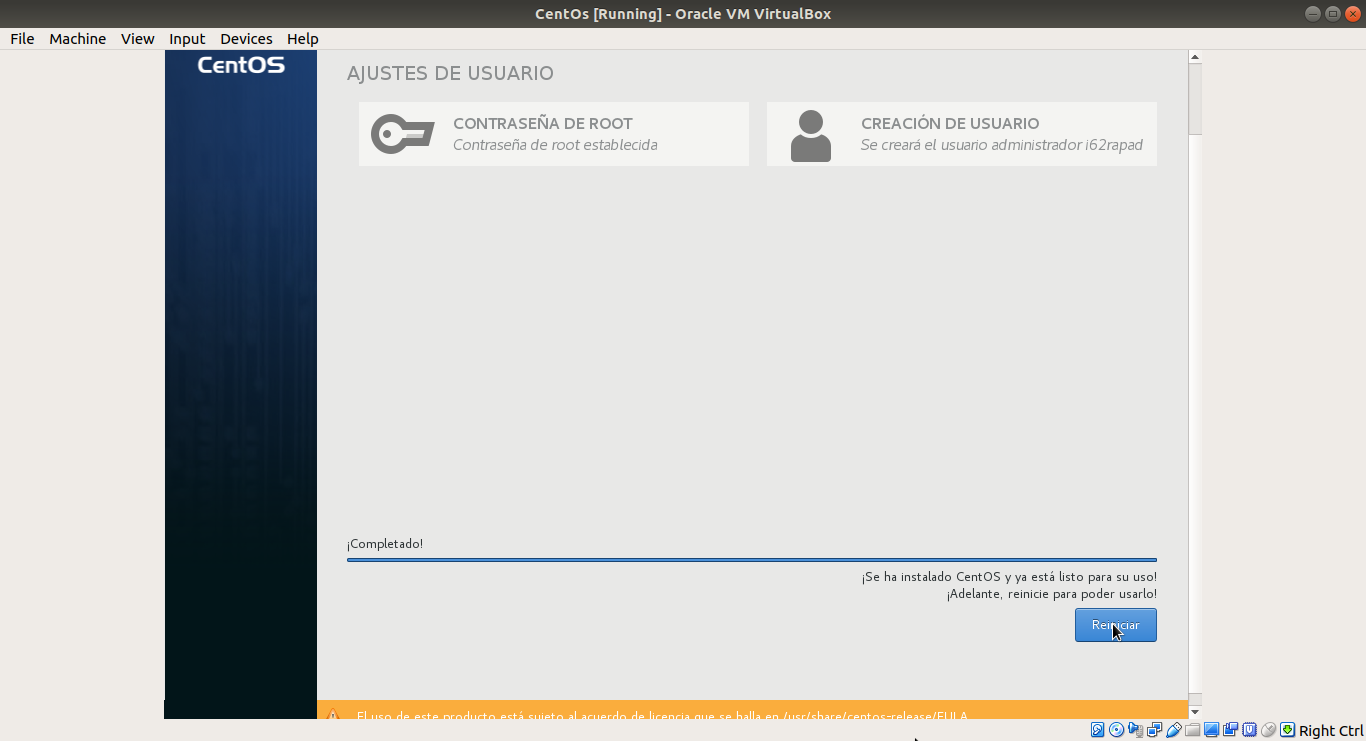 CentOs [Running] - Oracle VM VirtualBox
File Machine View Input Devices Help
CentOS
AJUSTES DE USUARIO
CONTRASEÑA DE ROOT
Contraseña de root establecida
CREACIÓN DE USUARIO
Se creará el usuario administrador i62rapad
¡Completado!
¡Se ha instalado CentOS y ya está listo para su uso!
¡Adelante, reinicie para poder usarlo!
Reiniciar
El uso de este producto está sujeto al acuerdo de licencia que se halla en /usr/share/centos-release/EULA
Right Ctrl